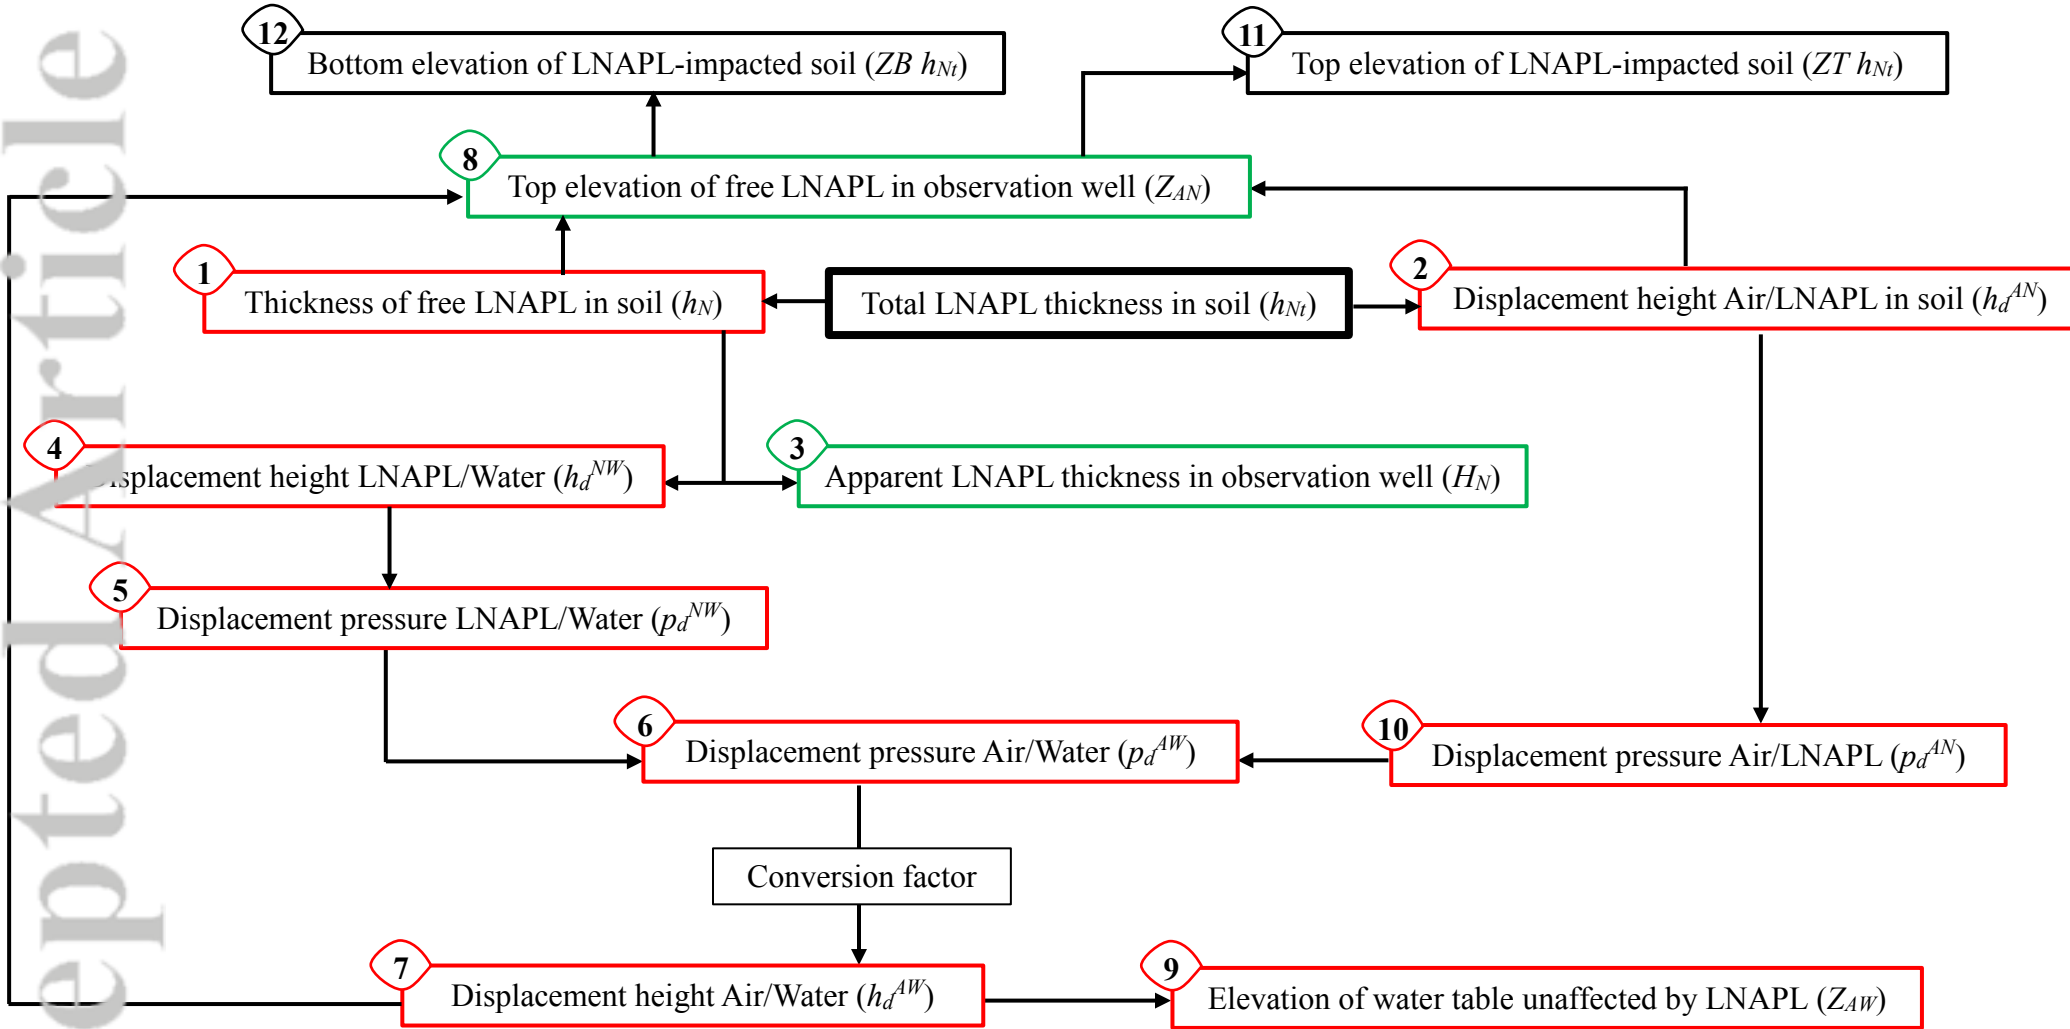 12
Bottom elevation of LNAPL-impacted soil (ZB hNt)
11
Top elevation of LNAPL-impacted soil (ZT hNt)
8
Top elevation of free LNAPL in observation well (ZAN)
1
Thickness of free LNAPL in soil (hN)
Total LNAPL thickness in soil (hNt)
2
Displacement height Air/LNAPL in soil (hdAN)
4
Displacement height LNAPL/Water (hdNW)
3
Apparent LNAPL thickness in observation well (HN)
5
Displacement pressure LNAPL/Water (pdNW)
6
Displacement pressure Air/Water (pdAW)
10
Displacement pressure Air/LNAPL (pdAN)
Conversion factor
7
Displacement height Air/Water (hdAW)
9
Elevation of water table unaffected by LNAPL (ZAW)
epted Article